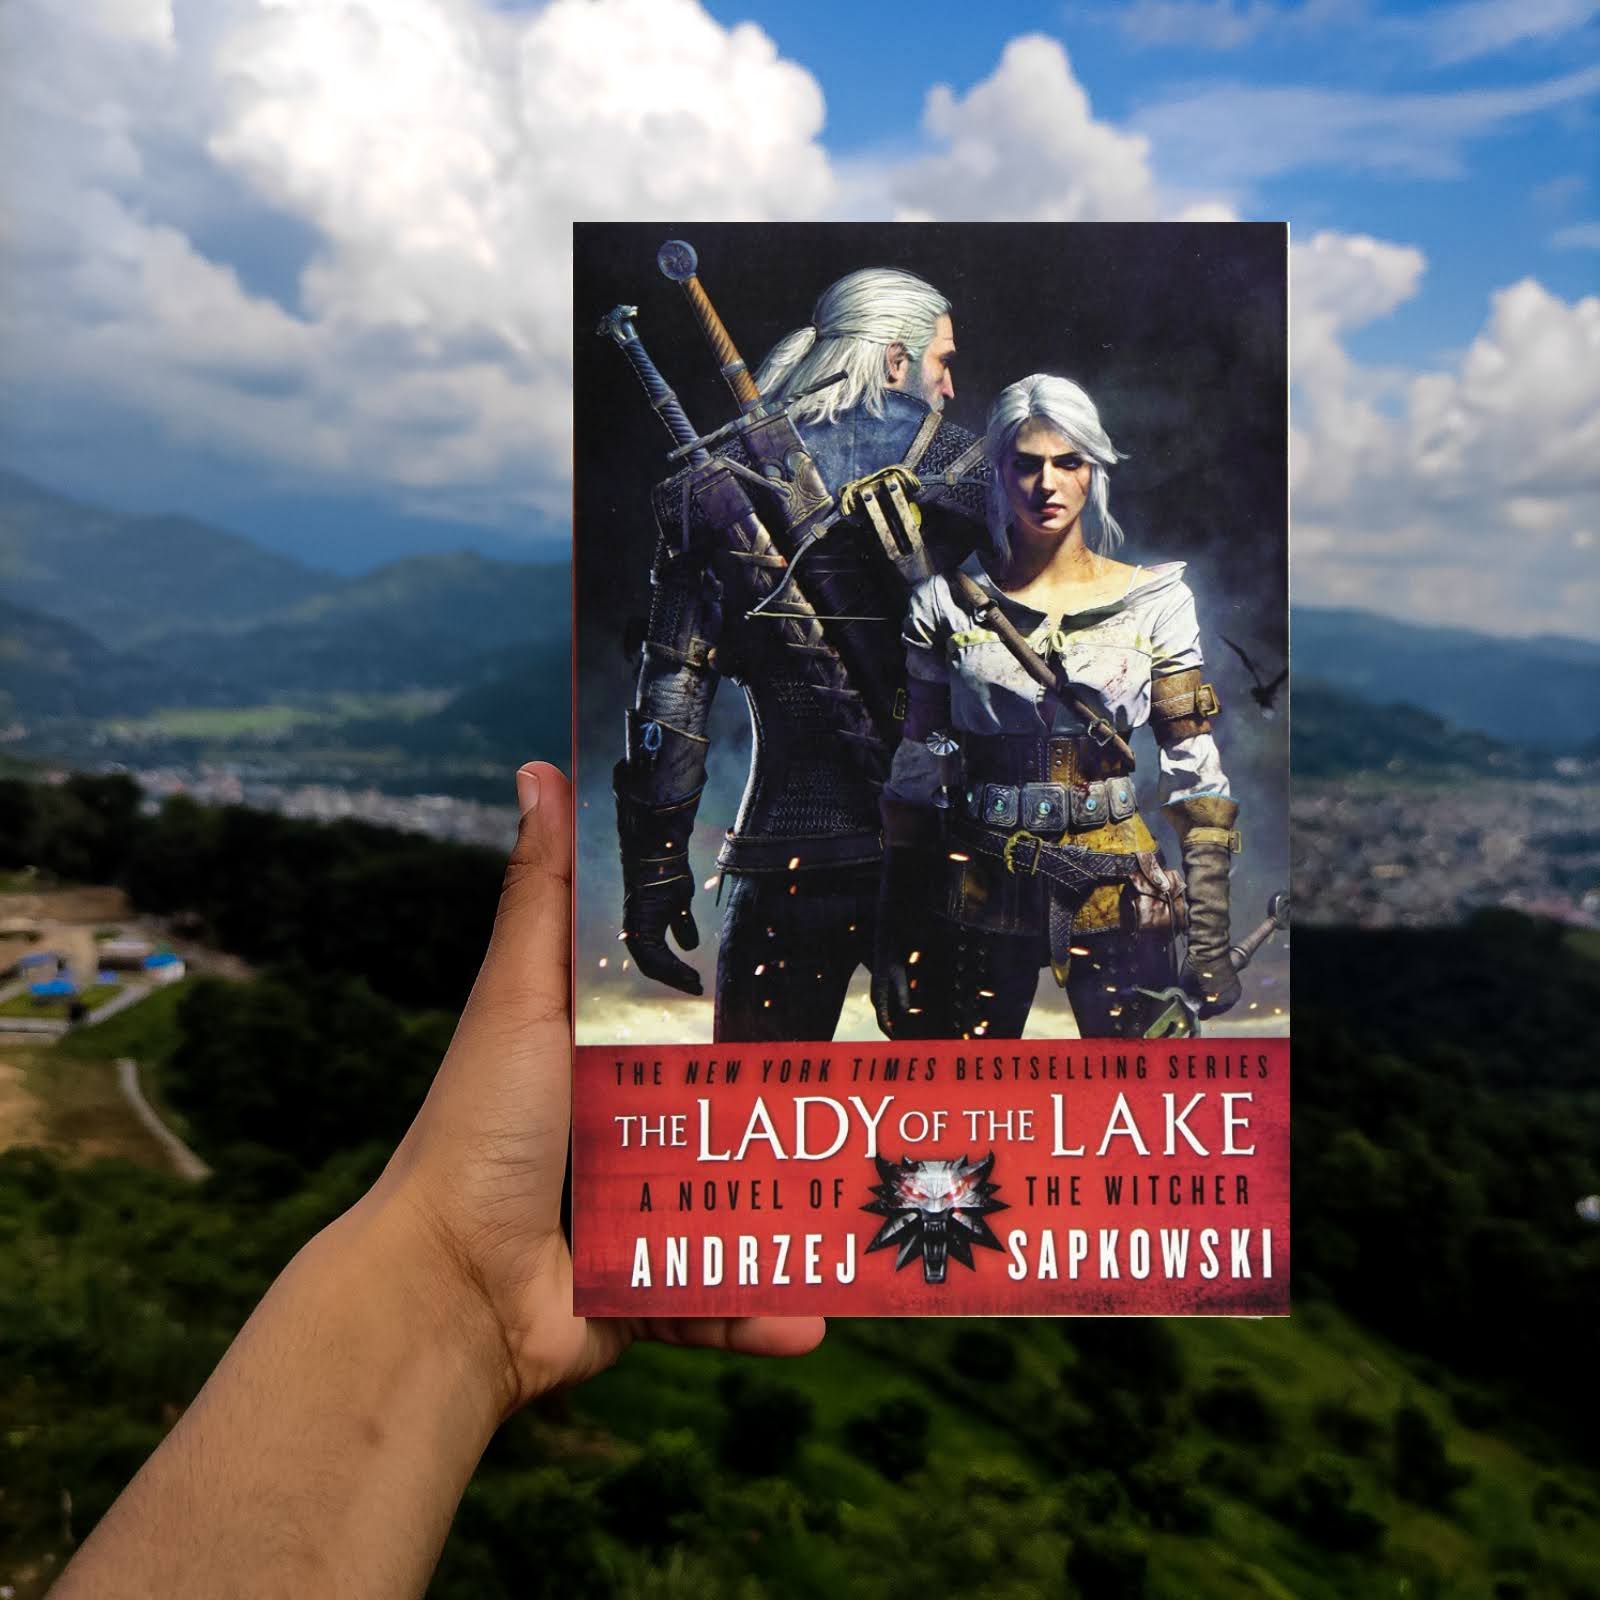 THE NEW YORK TIMES BESTSELLING SERIES
THE LADY OF THE LAKE
A NOVEL OF THE WITCHER
ANDRZEJ SAPKOWSKI